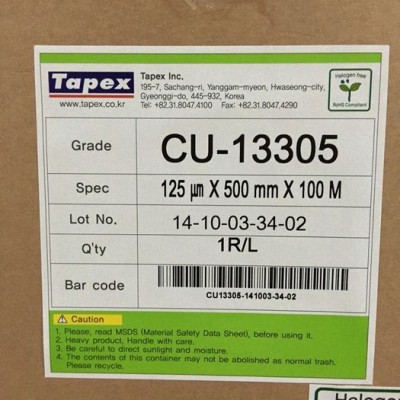 Tapex
www.tapex.co.kr
Tapex Inc.
195-7, Sachang-ri, Yanggam-myeon, Hwaseong-city,
Gyeonggi-do, 445-932, Korea
Tel: +82.31.8047.4100 Fax: +82.31.8047.4290
Halogen free
RoHS Compliant
Grade CU-13305
Spec 125 μm X 500 mm X 100 M
Lot No. 14-10-03-34-02
Q'ty 1R/L
Bar code
CU13305-141003-34-02
Caution
1. Please, read MSDS (Material Safety Data Sheet), before using it.
2. Heavy product, Handle with care.
3. Be careful to direct sunlight and moisture.
4. The contents of this container may not be abolished as normal trash.
Please recycle.